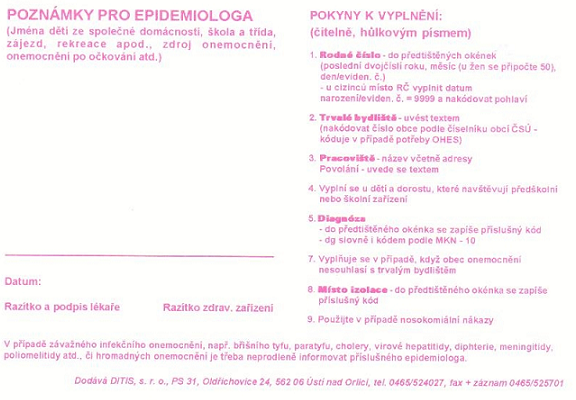 POZNÁMKY PRO EPIDEMIOLOGA
(Jména dětí ze společné domácnosti, škola a třída,
zájezd, rekreace apod., zdroj onemocnění,
onemocnění po očkování atd.)
Datum:
Razítko a podpis lékaře
Razítko zdrav. zařízení
POKYNY K VYPLNĚNÍ:
(čitelně, hůlkovým písmem)
1. Rodné číslo - do předtištěných okének
(poslední dvojčíslí roku, měsíc (u žen se připočte 50),
den/eviden. č.)
- u cizinců místo RČ vyplnit datum
narození/eviden. č. = 9999 a nakódovat pohlaví
2. Trvalé bydliště - uvést textem
(nakódovat číslo obce podle číselníku obcí ČSÚ -
kóduje v případě potřeby OHES)
3. Pracoviště - název včetně adresy
Povolání - uvede se textem
4. Vyplní se u dětí a dorostu, které navštěvují předškolní
nebo školní zařízení
5. Diagnóza
- do předtištěného okénka se zapíše příslušný kód
- dg slovně i kódem podle MKN - 10
7. Vyplňuje se v případě, když obec onemocnění
nesouhlasí s trvalým bydlištěm
8. Místo izolace - do předtištěného okénka se zapíše
příslušný kód
9. Použijte v případě nosokomiální nákazy
V případě závažného infekčního onemocnění, např. břišního tyfu, paratyfu, cholery, virové hepatitidy, diphterie, meningitidy,
poliomelitidy atd., či hromadných onemocnění je třeba neprodleně informovat příslušného epidemiologa.
Dodává DITIS, s. r. o., PS 31, Oldřichovice 24, 562 06 Ústí nad Orlicí, tel. 0465/524027, fax + záznam 0465/525701